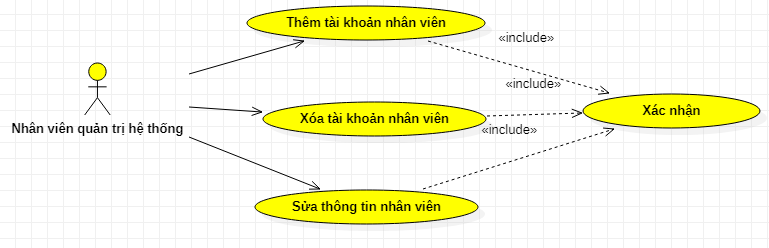 Thêm tài khoản nhân viên
«include»
«include»
Xác nhận
Nhân viên quản trị hệ thống
Xóa tài khoản nhân viên
«include»
Sửa thông tin nhân viên